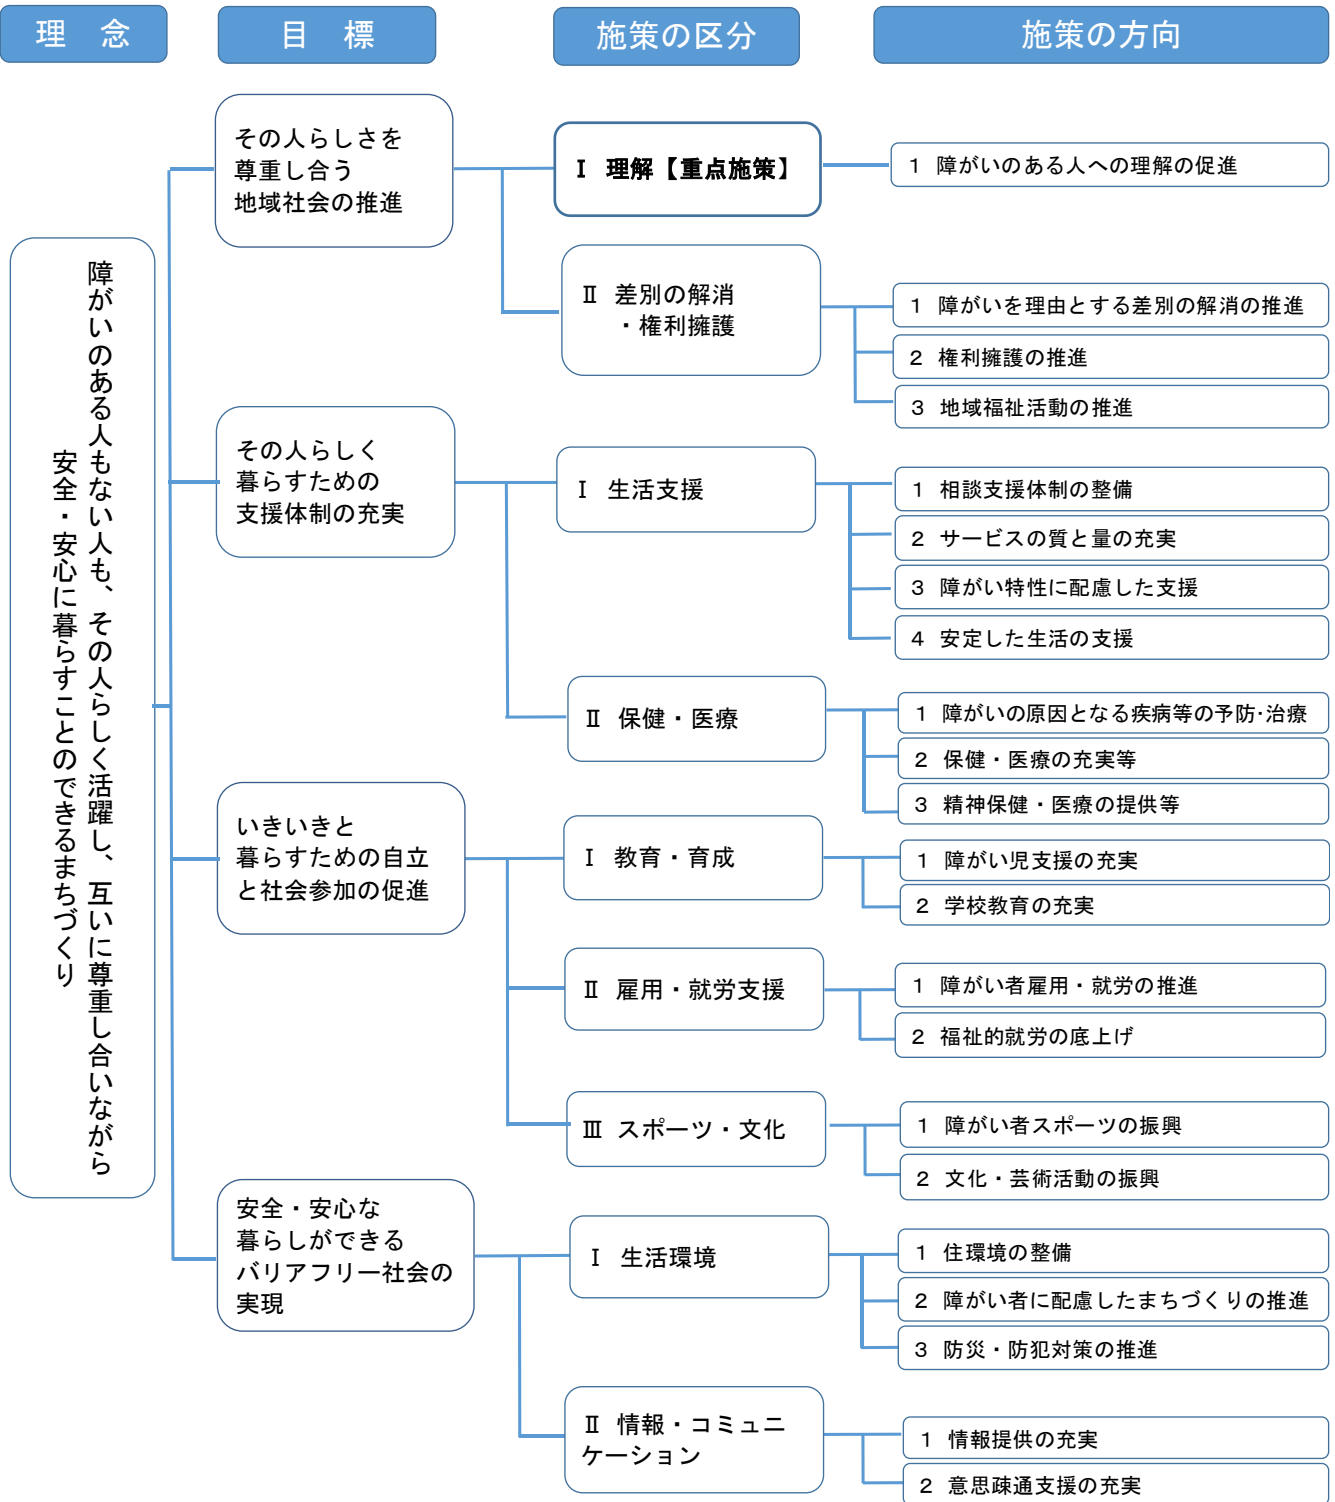 理　念
目　標
施策の区分
施策の方向
障がいのある人もない人も、その人らしく活躍し、互いに尊重し合いながら
安全・安心に暮らすことのできるまちづくり
その人らしさを
尊重し合う
地域社会の推進
Ⅰ　理解【重点施策】
1　障がいのある人への理解の促進
Ⅱ　差別の解消
・権利擁護
1　障がいを理由とする差別の解消の推進
2　権利擁護の推進
3　地域福祉活動の推進
その人らしく
暮らすための
支援体制の充実
Ⅰ　生活支援
1　相談支援体制の整備
2　サービスの質と量の充実
3　障がい特性に配慮した支援
4　安定した生活の支援
Ⅱ　保健・医療
1　障がいの原因となる疾病等の予防･治療
2　保健・医療の充実等
3　精神保健・医療の提供等
いきいきと
暮らすための自立
と社会参加の促進
Ⅰ　教育・育成
1　障がい児支援の充実
2　学校教育の充実
Ⅱ　雇用・就労支援
1　障がい者雇用・就労の推進
2　福祉的就労の底上げ
Ⅲ　スポーツ・文化
1　障がい者スポーツの振興
2　文化・芸術活動の振興
安全・安心な
暮らしができる
バリアフリー社会の
実現
Ⅰ　生活環境
1　住環境の整備
2　障がい者に配慮したまちづくりの推進
3　防災・防犯対策の推進
Ⅱ　情報・コミュニ
ケーション
1　情報提供の充実
2　意思疎通支援の充実